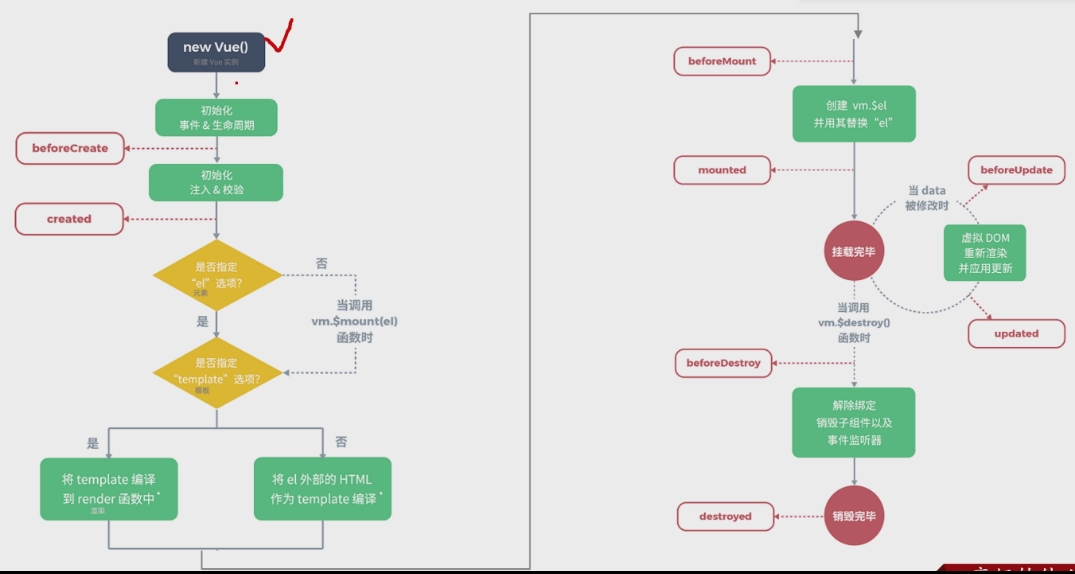 new Vue()
新建 Vue 实例
初始化
事件 & 生命周期
beforeCreate
初始化
注入 & 校验
created
是否指定
“el” 选项?
元素
否
是
当调用
vm.$mount(el)
函数时
是否指定
“template” 选项?
模板
是
否
将 template 编译
到 render 函数中*
渲染
将 el 外部的 HTML
作为 template 编译*
beforeMount
创建 vm.$el
并用其替换 “el”
mounted
beforeUpdate
当 data
被修改时
挂载完毕
虚拟 DOM
重新渲染
并应用更新
updated
当调用
vm.$destroy()
函数时
beforeDestroy
解除绑定
销毁子组件以及
事件监听器
destroyed
销毁完毕